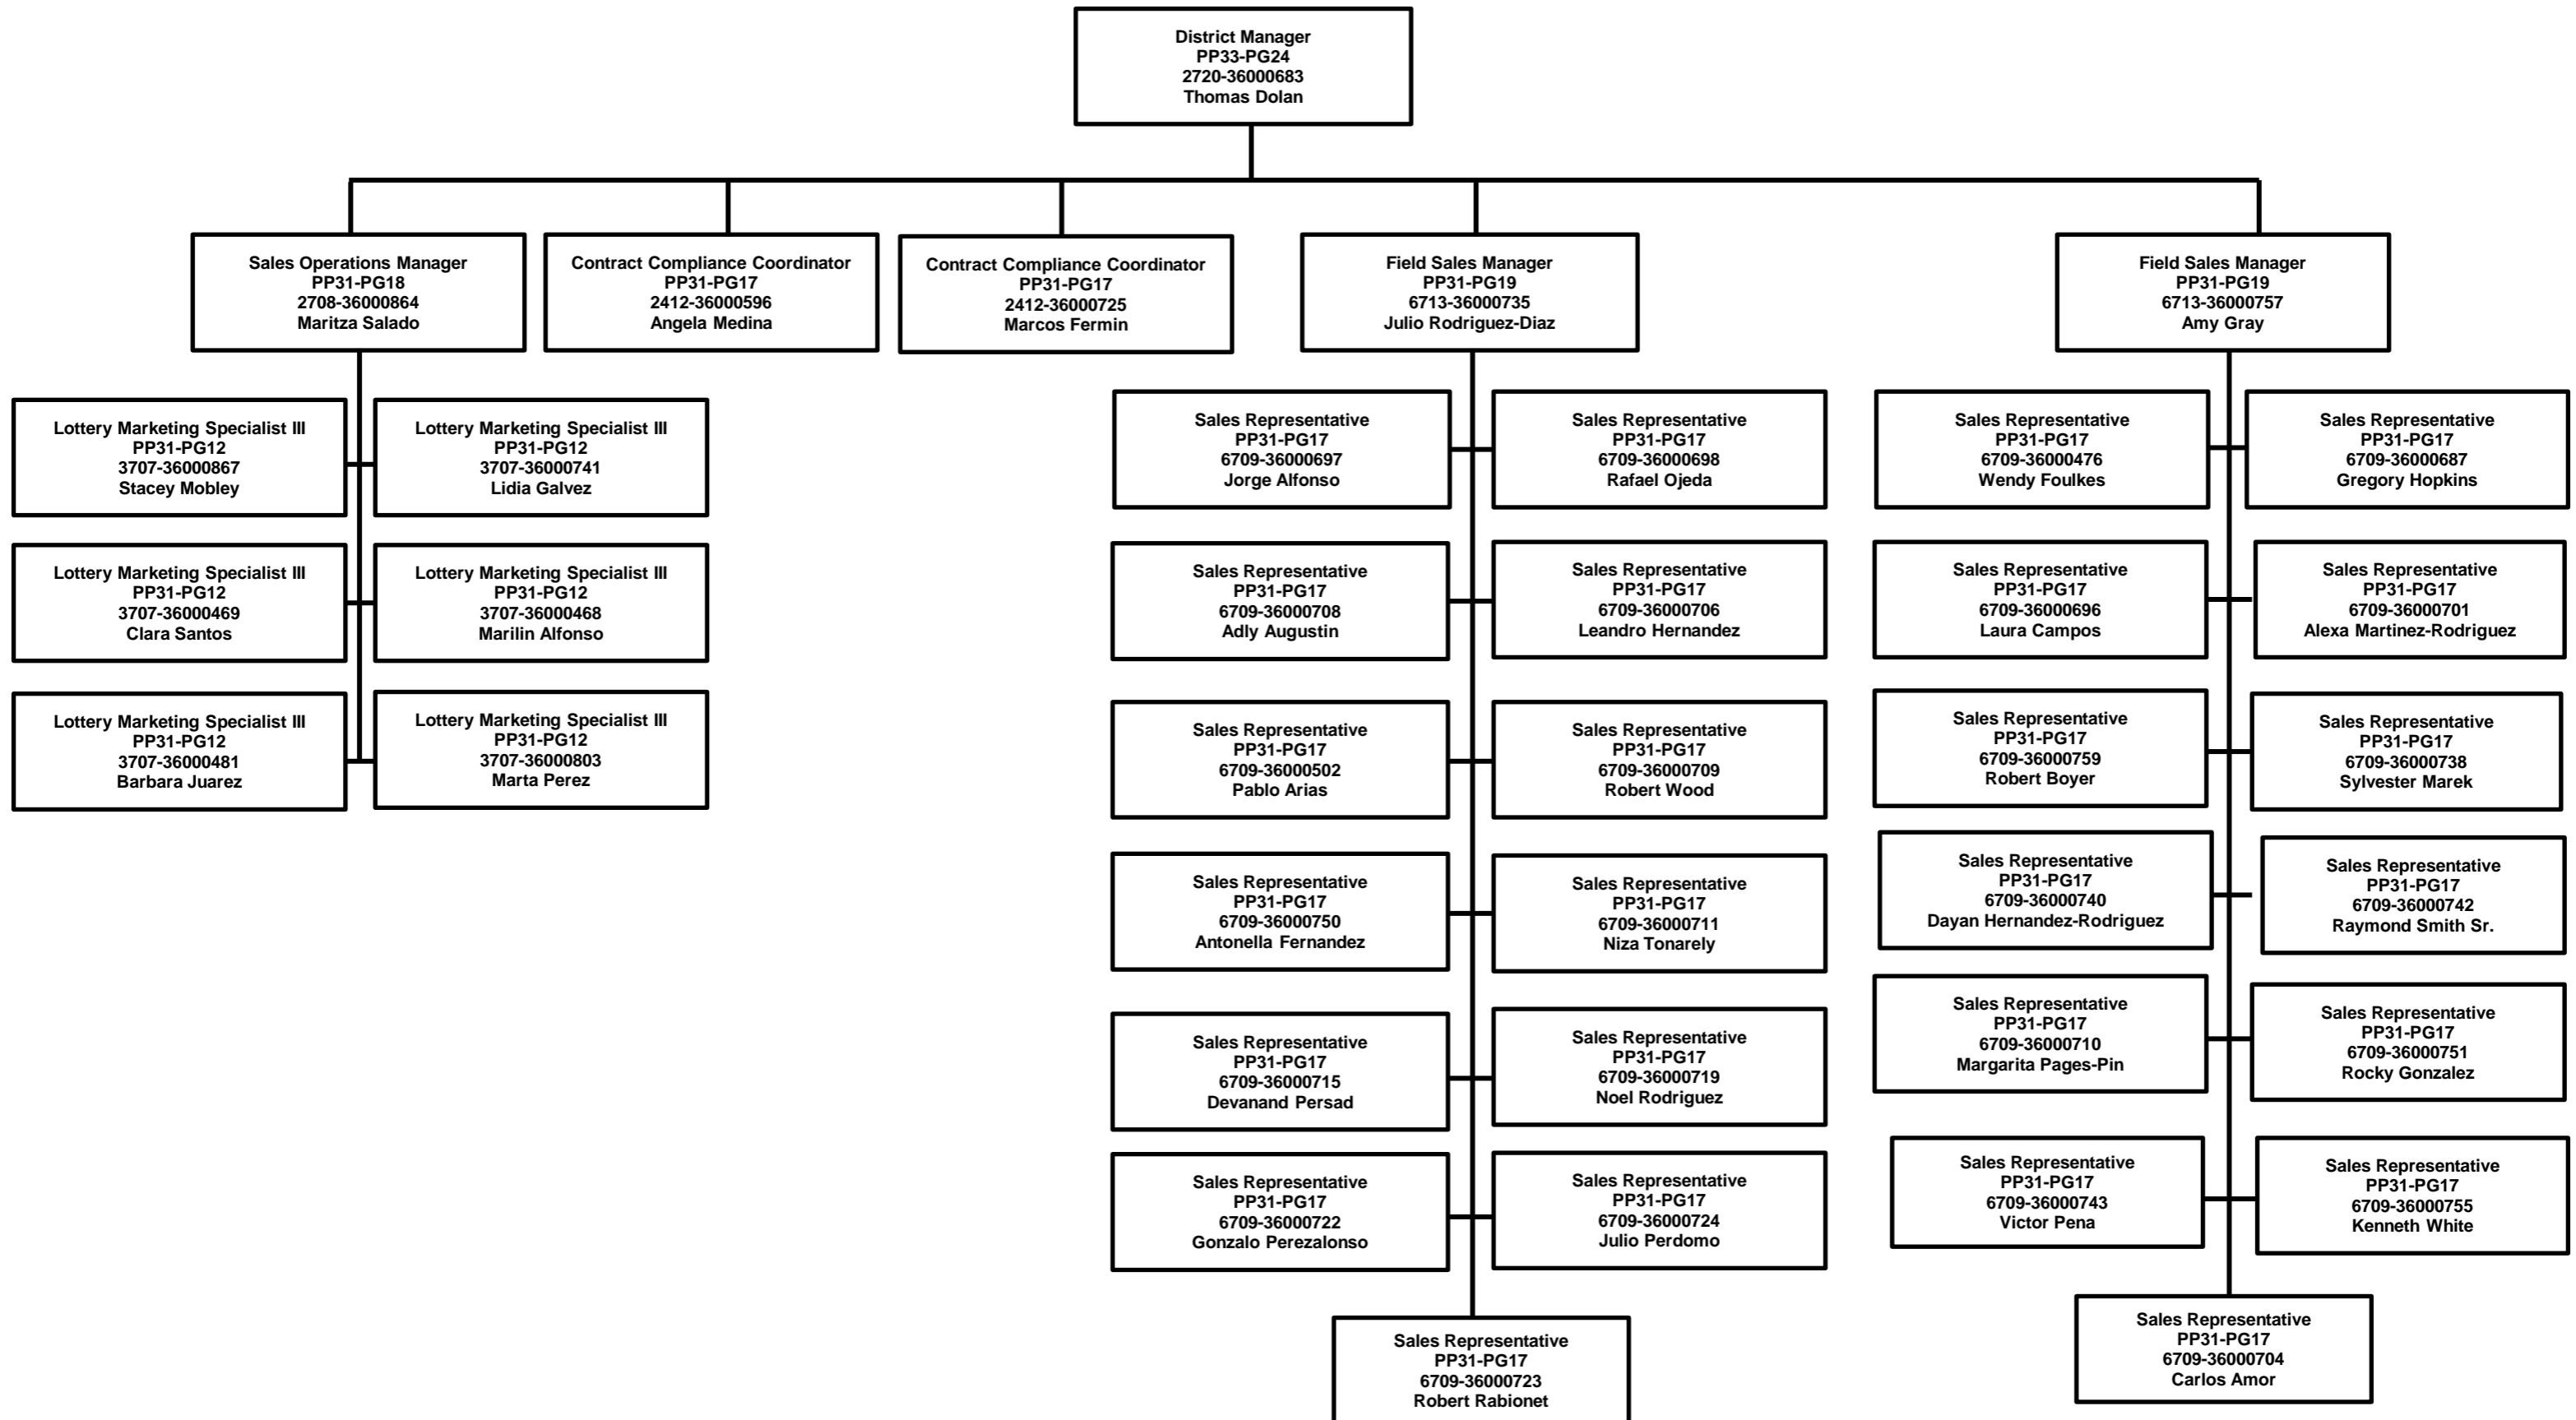 District Manager
PP33-PG24
2720-36000683
Thomas Dolan
Sales Operations Manager
PP31-PG18
2708-36000864
Maritza Salado
Contract Compliance Coordinator
PP31-PG17
2412-36000596
Angela Medina
Contract Compliance Coordinator
PP31-PG17
2412-36000725
Marcos Fermin
Field Sales Manager
PP31-PG19
6713-36000735
Julio Rodriguez-Diaz
Field Sales Manager
PP31-PG19
6713-36000757
Amy Gray
Lottery Marketing Specialist III
PP31-PG12
3707-36000867
Stacey Mobley
Lottery Marketing Specialist III
PP31-PG12
3707-36000741
Lidia Galvez
Lottery Marketing Specialist III
PP31-PG12
3707-36000469
Clara Santos
Lottery Marketing Specialist III
PP31-PG12
3707-36000468
Marilin Alfonso
Lottery Marketing Specialist III
PP31-PG12
3707-36000481
Barbara Juarez
Lottery Marketing Specialist III
PP31-PG12
3707-36000803
Marta Perez
Sales Representative
PP31-PG17
6709-36000697
Jorge Alfonso
Sales Representative
PP31-PG17
6709-36000698
Rafael Ojeda
Sales Representative
PP31-PG17
6709-36000708
Adly Augustin
Sales Representative
PP31-PG17
6709-36000706
Leandro Hernandez
Sales Representative
PP31-PG17
6709-36000502
Pablo Arias
Sales Representative
PP31-PG17
6709-36000709
Robert Wood
Sales Representative
PP31-PG17
6709-36000750
Antonella Fernandez
Sales Representative
PP31-PG17
6709-36000711
Niza Tonarely
Sales Representative
PP31-PG17
6709-36000715
Devanand Persad
Sales Representative
PP31-PG17
6709-36000719
Noel Rodriguez
Sales Representative
PP31-PG17
6709-36000722
Gonzalo Perezalonso
Sales Representative
PP31-PG17
6709-36000724
Julio Perdomo
Sales Representative
PP31-PG17
6709-36000723
Robert Rabionet
Sales Representative
PP31-PG17
6709-36000476
Wendy Foulkes
Sales Representative
PP31-PG17
6709-36000687
Gregory Hopkins
Sales Representative
PP31-PG17
6709-36000696
Laura Campos
Sales Representative
PP31-PG17
6709-36000701
Alexa Martinez-Rodriguez
Sales Representative
PP31-PG17
6709-36000759
Robert Boyer
Sales Representative
PP31-PG17
6709-36000738
Sylvester Marek
Sales Representative
PP31-PG17
6709-36000740
Dayan Hernandez-Rodriguez
Sales Representative
PP31-PG17
6709-36000742
Raymond Smith Sr.
Sales Representative
PP31-PG17
6709-36000710
Margarita Pages-Pin
Sales Representative
PP31-PG17
6709-36000751
Rocky Gonzalez
Sales Representative
PP31-PG17
6709-36000743
Victor Pena
Sales Representative
PP31-PG17
6709-36000755
Kenneth White
Sales Representative
PP31-PG17
6709-36000704
Carlos Amor